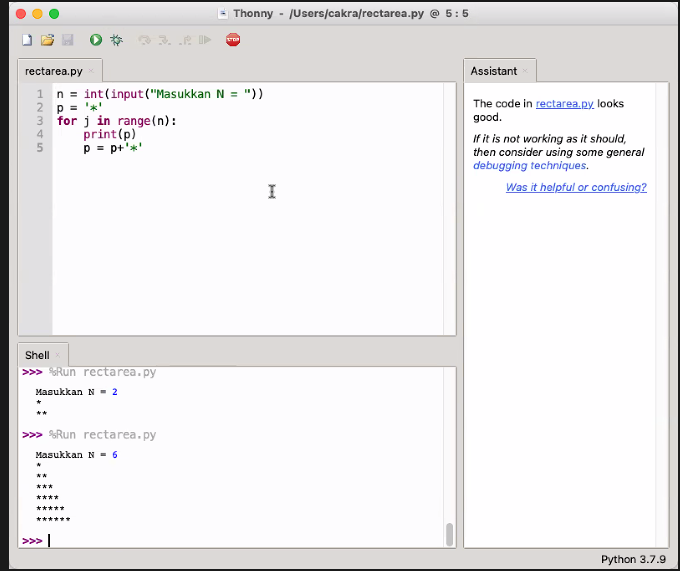 Thonny - /Users/cakra/rectarea.py @ 5 : 5
STOP
rectarea.py ×
1 n = int(input("Masukkan N = "))
2 p = '*'
3 for j in range(n):
4     print(p)
5     p = p+'*'
Assistant ×
The code in rectarea.py looks
good.
If it is not working as it should,
then consider using some general
debugging techniques.
Was it helpful or confusing?
Shell ×
>>> %Run rectarea.py
Masukkan N = 2
*
**
>>> %Run rectarea.py
Masukkan N = 6
*
**
***
****
*****
******
>>>
Python 3.7.9